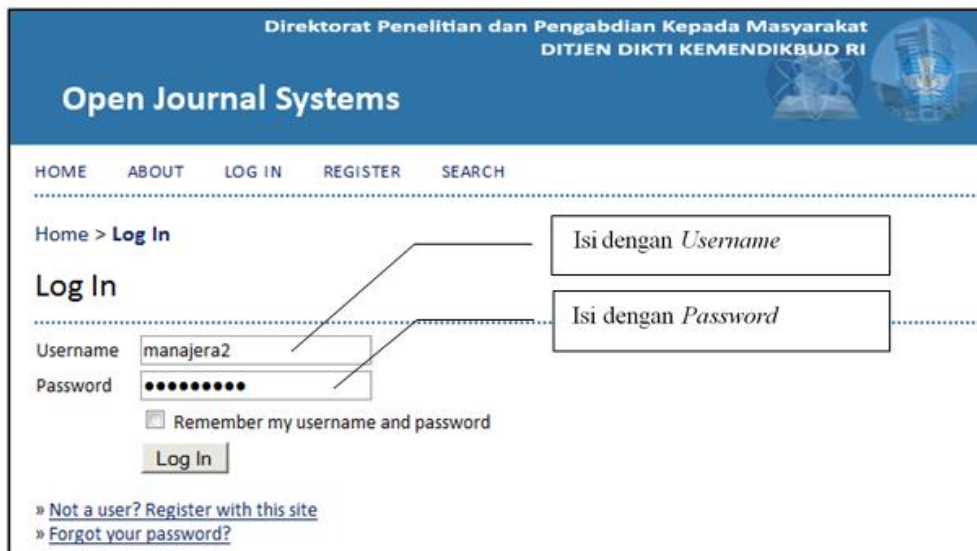 Direktorat Penelitian dan Pengabdian Kepada Masyarakat
DITJEN DIKTI KEMENDIKBUD RI
Open Journal Systems
HOME ABOUT LOG IN REGISTER SEARCH
Home > Log In
Isi dengan Username
Log In
Isi dengan Password
Username manajera2
Password •••••••••
Remember my username and password
Log In
» Not a user? Register with this site
» Forgot your password?